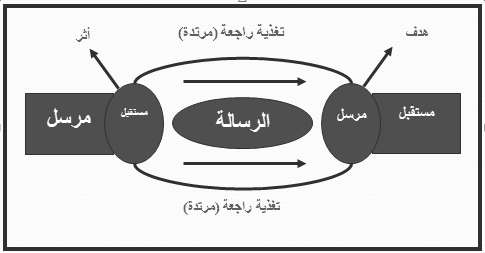 تغذية راجعة (مرتدة)
هدف
أثر
مستقبل
مرسل
الرسالة
مستقبل
مرسل
تغذية راجعة (مرتدة)